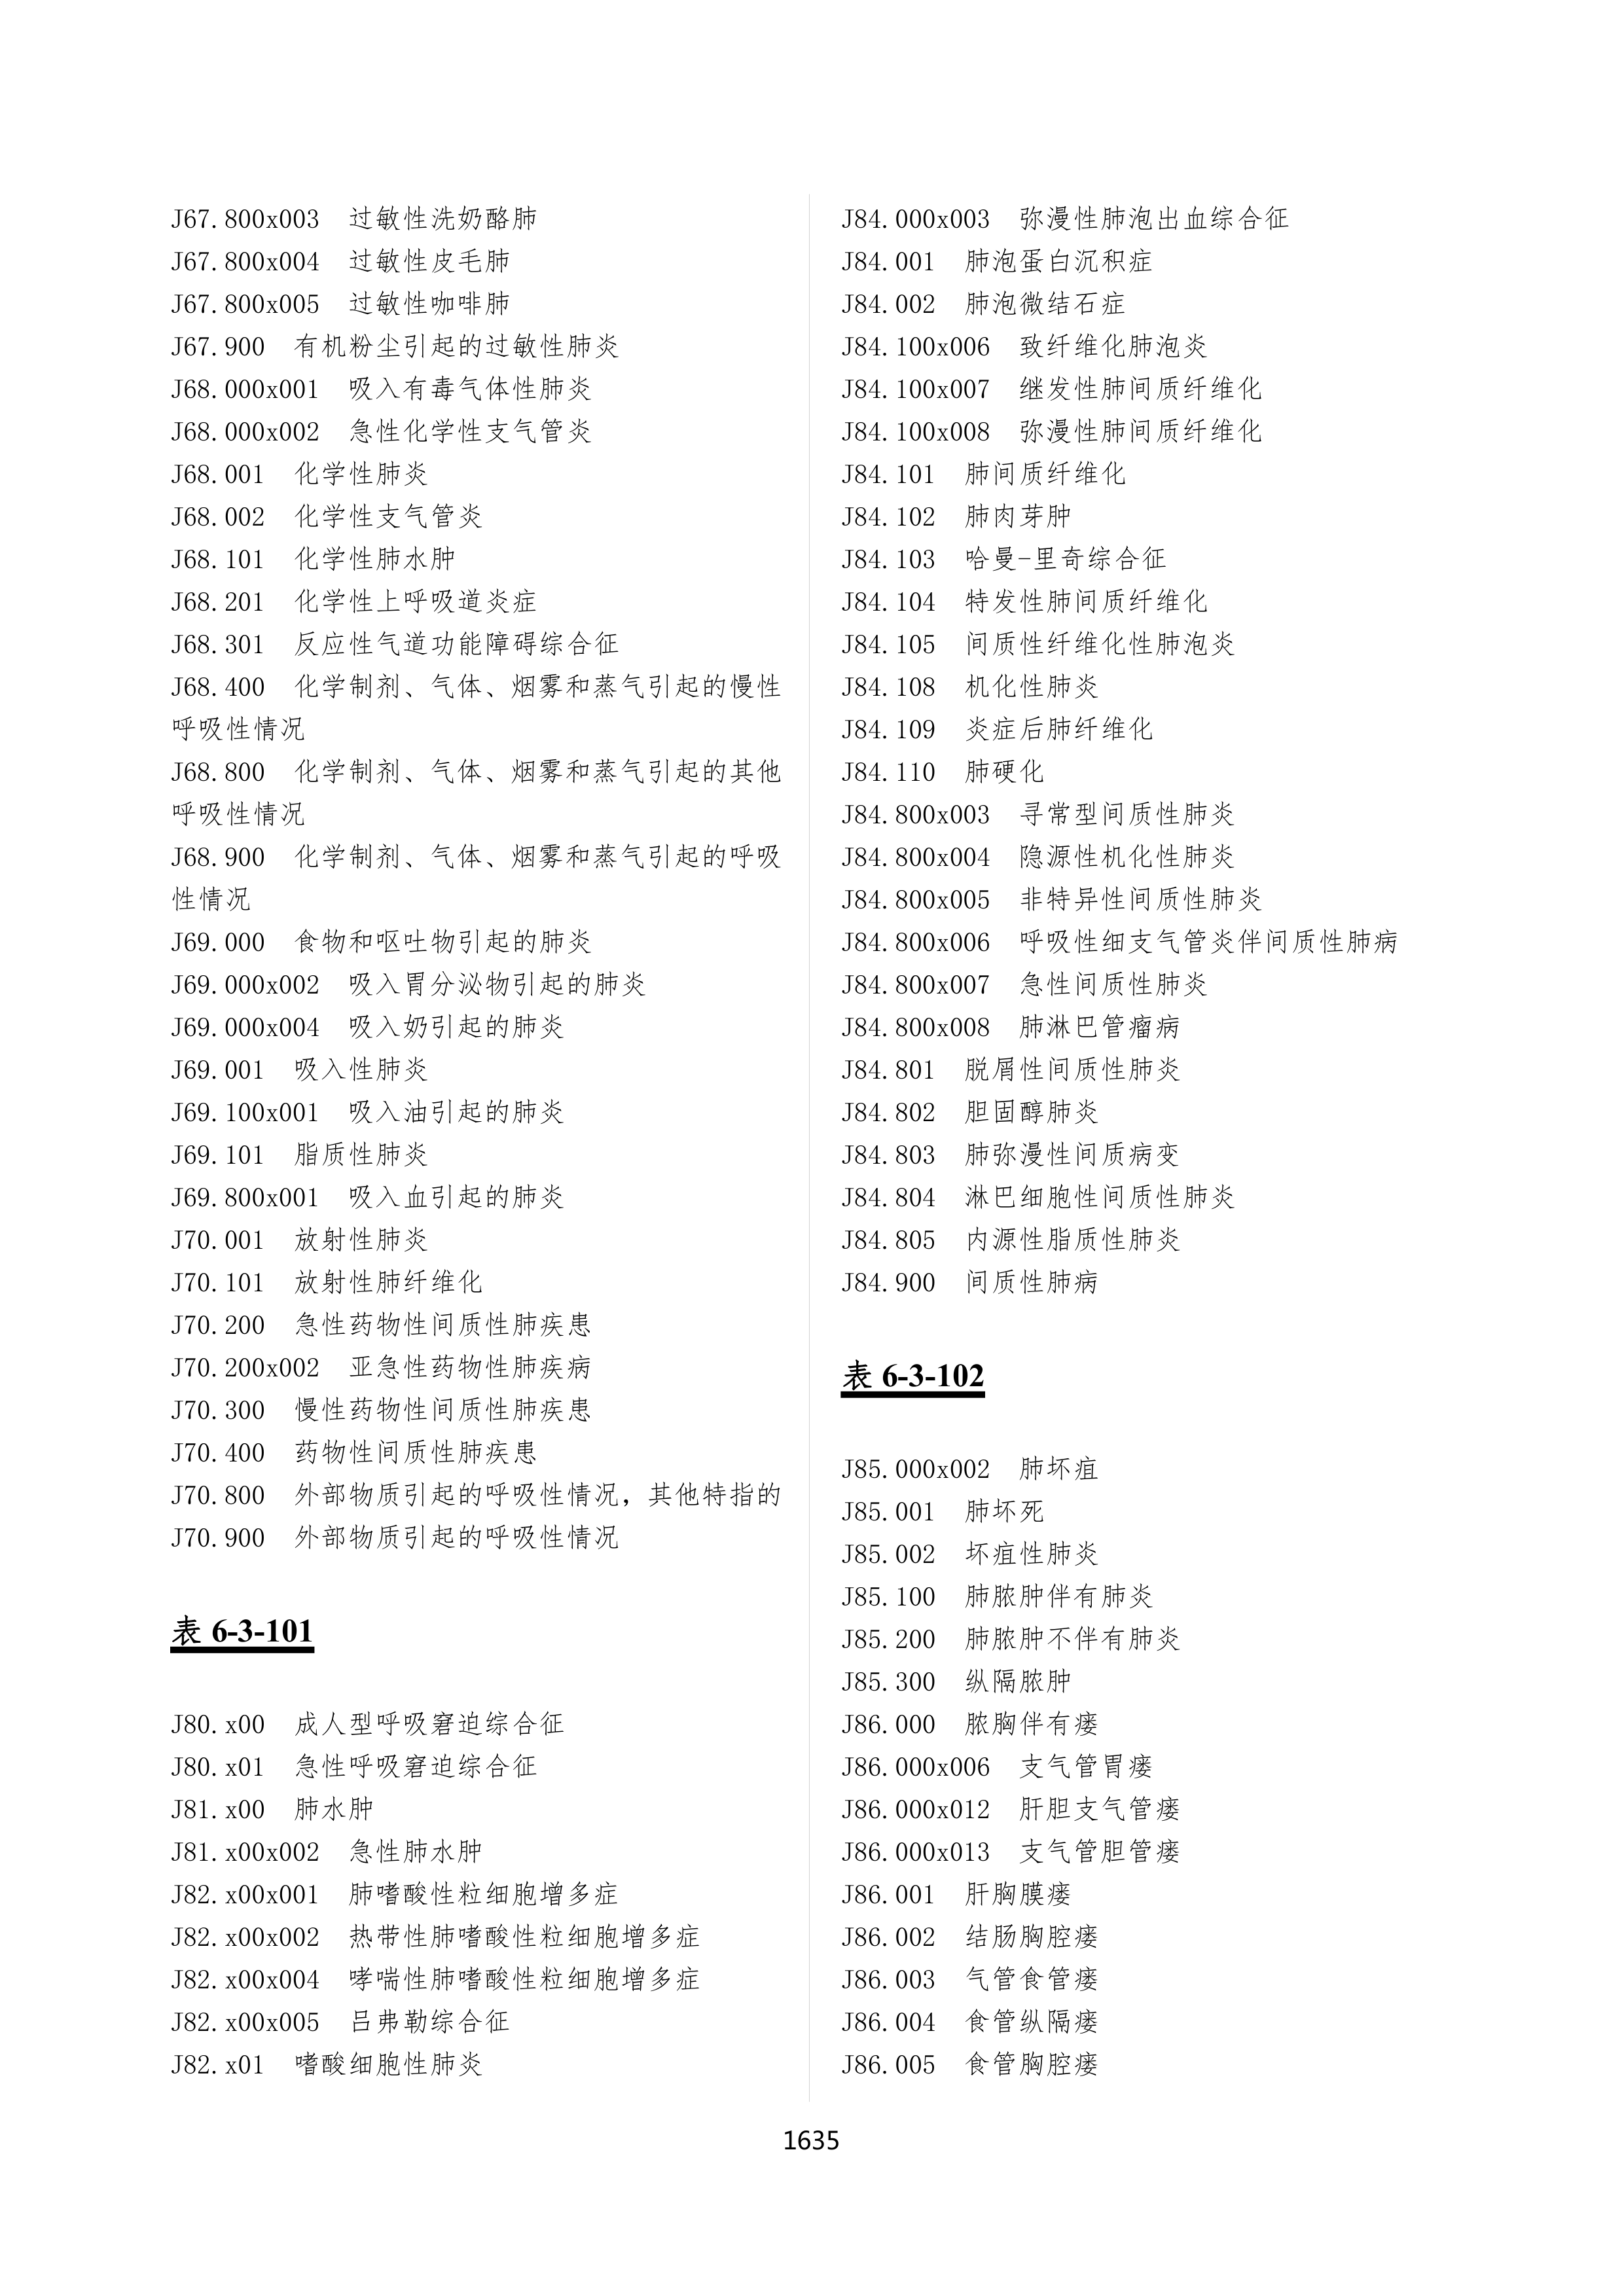 J67.800x003 过敏性洗奶酪肺
J67.800x004 过敏性皮毛肺
J67.800x005 过敏性咖啡肺
J67.900 有机粉尘引起的过敏性肺炎
J68.000x001 吸入有毒气体性肺炎
J68.000x002 急性化学性支气管炎
J68.001 化学性肺炎
J68.002 化学性支气管炎
J68.101 化学性肺水肿
J68.201 化学性上呼吸道炎症
J68.301 反应性气道功能障碍综合征
J68.400 化学制剂、气体、烟雾和蒸气引起的慢性
呼吸性情况
J68.800 化学制剂、气体、烟雾和蒸气引起的其他
呼吸性情况
J68.900 化学制剂、气体、烟雾和蒸气引起的呼吸
性情况
J69.000 食物和呕吐物引起的肺炎
J69.000x002 吸入胃分泌物引起的肺炎
J69.000x004 吸入奶引起的肺炎
J69.001 吸入性肺炎
J69.100x001 吸入油引起的肺炎
J69.101 脂质性肺炎
J69.800x001 吸入血引起的肺炎
J70.001 放射性肺炎
J70.101 放射性肺纤维化
J70.200 急性药物性间质性肺疾患
J70.200x002 亚急性药物性肺疾病
J70.300 慢性药物性间质性肺疾患
J70.400 药物性间质性肺疾患
J70.800 外部物质引起的呼吸性情况，其他特指的
J70.900 外部物质引起的呼吸性情况
表 6-3-101
J80.x00 成人型呼吸窘迫综合征
J80.x01 急性呼吸窘迫综合征
J81.x00 肺水肿
J81.x00x002 急性肺水肿
J82.x00x001 肺嗜酸性粒细胞增多症
J82.x00x002 热带性肺嗜酸性粒细胞增多症
J82.x00x004 哮喘性肺嗜酸性粒细胞增多症
J82.x00x005 吕弗勒综合征
J82.x01 嗜酸细胞性肺炎
J84.000x003 弥漫性肺泡出血综合征
J84.001 肺泡蛋白沉积症
J84.002 肺泡微结石症
J84.100x006 致纤维化肺泡炎
J84.100x007 继发性肺间质纤维化
J84.100x008 弥漫性肺间质纤维化
J84.101 肺间质纤维化
J84.102 肺肉芽肿
J84.103 哈曼-里奇综合征
J84.104 特发性肺间质纤维化
J84.105 间质性纤维化性肺泡炎
J84.108 机化性肺炎
J84.109 炎症后肺纤维化
J84.110 肺硬化
J84.800x003 寻常型间质性肺炎
J84.800x004 隐源性机化性肺炎
J84.800x005 非特异性间质性肺炎
J84.800x006 呼吸性细支气管炎伴间质性肺病
J84.800x007 急性间质性肺炎
J84.800x008 肺淋巴管瘤病
J84.801 脱屑性间质性肺炎
J84.802 胆固醇肺炎
J84.803 肺弥漫性间质病变
J84.804 淋巴细胞性间质性肺炎
J84.805 内源性脂质性肺炎
J84.900 间质性肺病
表 6-3-102
J85.000x002 肺坏疽
J85.001 肺坏死
J85.002 坏疽性肺炎
J85.100 肺脓肿伴有肺炎
J85.200 肺脓肿不伴有肺炎
J85.300 纵隔脓肿
J86.000 脓胸伴有瘘
J86.000x006 支气管胃瘘
J86.000x012 肝胆支气管瘘
J86.000x013 支气管胆管瘘
J86.001 肝胸膜瘘
J86.002 结肠胸腔瘘
J86.003 气管食管瘘
J86.004 食管纵隔瘘
J86.005 食管胸腔瘘
1635